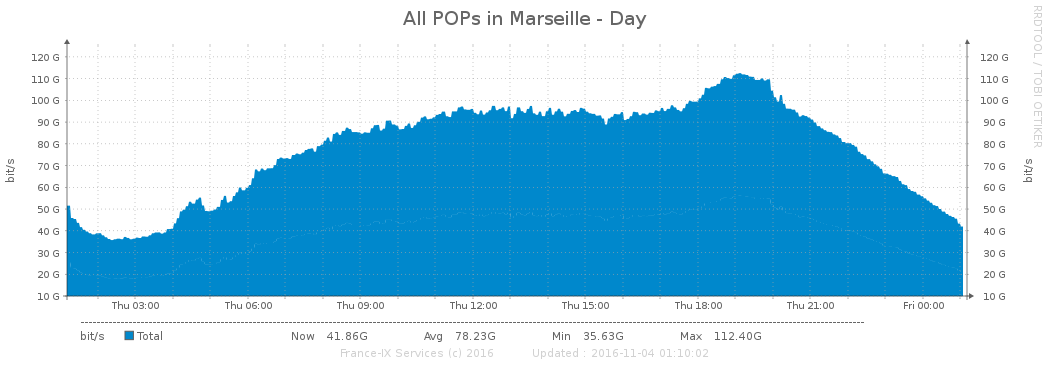 All POPs in Marseille - Day
RRDTOOL / TOBI OETIKER
bit/s
120 G
110 G
100 G
90 G
80 G
70 G
60 G
50 G
40 G
30 G
20 G
10 G
120 G
110 G
100 G
90 G
80 G
70 G
60 G
50 G
40 G
30 G
20 G
10 G
bit/s
Thu 03:00 Thu 06:00 Thu 09:00 Thu 12:00 Thu 15:00 Thu 18:00 Thu 21:00 Fri 00:00
bit/s Total Now 41.86G Avg 78.23G Min 35.63G Max 112.40G
France-IX Services (c) 2016 Updated : 2016-11-04 01:10:02